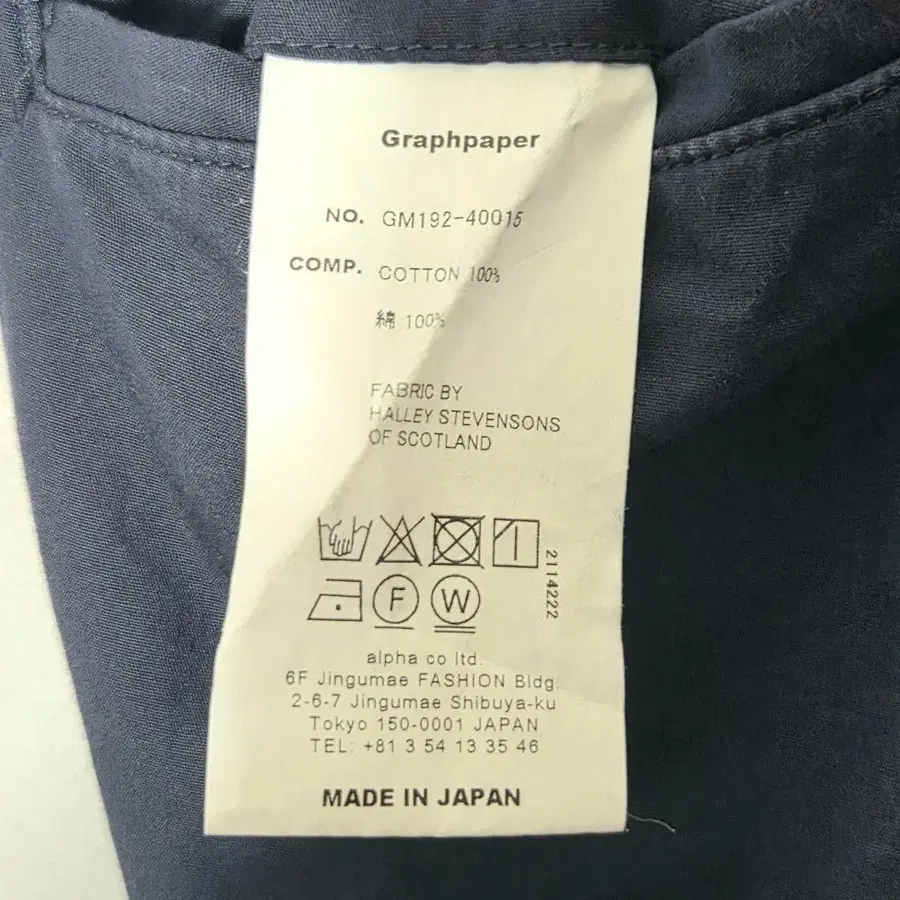 Graphpaper
NO. GM192-40015
COMP. COTTON 100%
綿 100%
FABRIC BY
HALLEY STEVENSONS
OF SCOTLAND
2114222
F W
alpha co ltd.
6F Jingumae FASHION Bldg.
2-6-7 Jingumae Shibuya-ku
Tokyo 150-0001 JAPAN
TEL: +81 3 54 13 35 46
MADE IN JAPAN